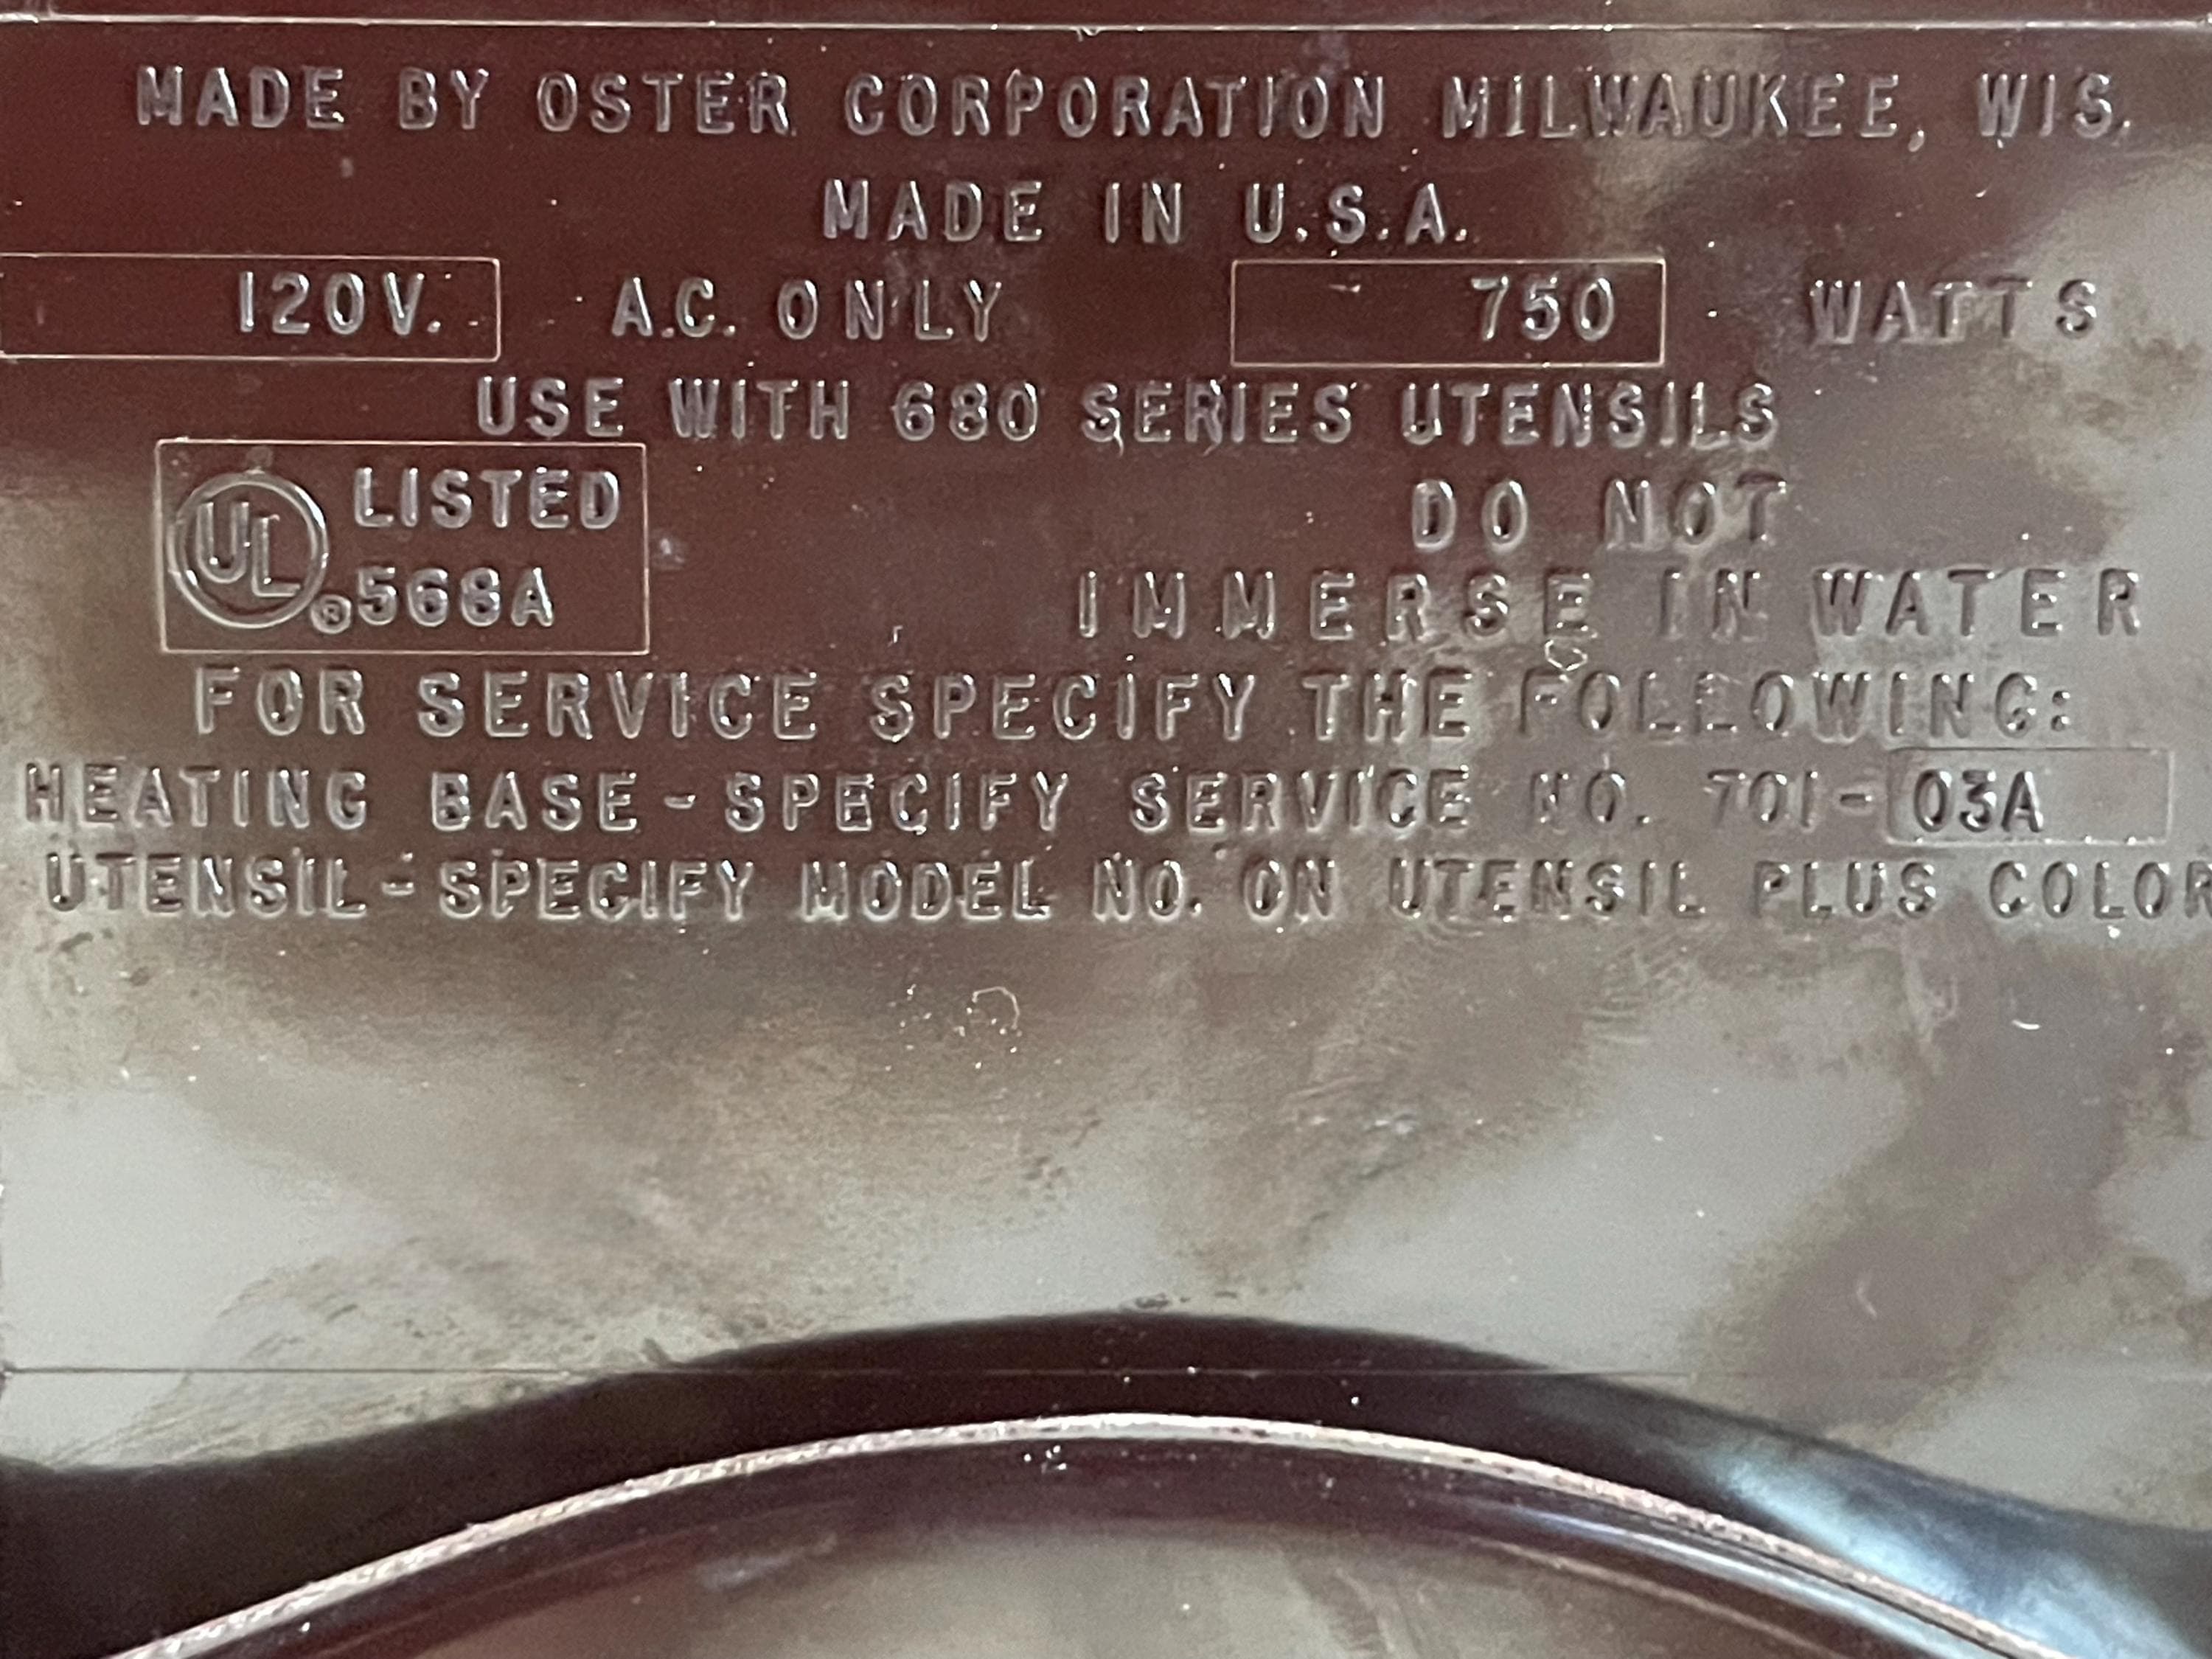 MADE BY OSTER CORPORATION MILWAUKEE, WIS.
MADE IN U.S.A.
120V. A.C. ONLY 750 WATTS
USE WITH 680 SERIES UTENSILS
UL® LISTED
568A
DO NOT
IMMERSE IN WATER
FOR SERVICE SPECIFY THE FOLLOWING:
HEATING BASE-SPECIFY SERVICE NO. 701-03A
UTENSIL-SPECIFY MODEL NO. ON UTENSIL PLUS COLOR